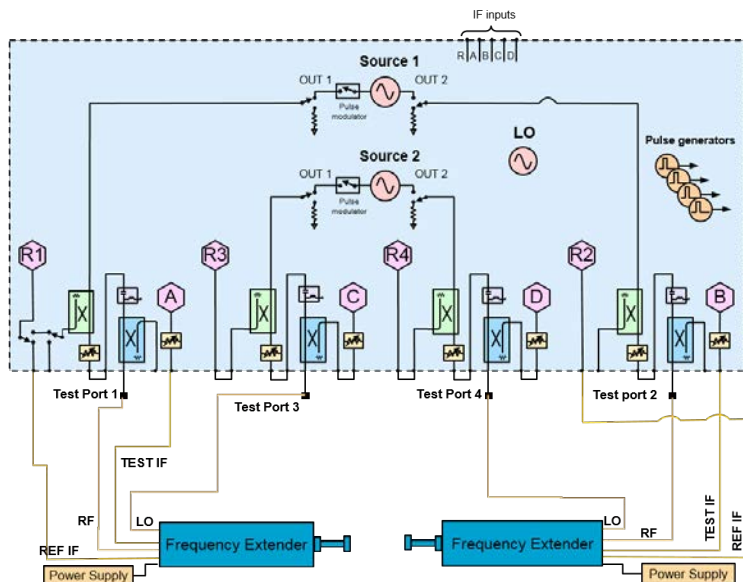 IF inputs
R A B C D
Source 1
OUT 1
OUT 2
Pulse
modulator
LO
Source 2
OUT 1
OUT 2
Pulse
modulator
Pulse generators
R1
A
R3
C
R4
D
R2
B
Test Port 1
Test Port 3
Test Port 4
Test port 2
TEST IF
RF
LO
REF IF
Frequency Extender
Power Supply
LO
RF
TEST IF
REF IF
Frequency Extender
Power Supply